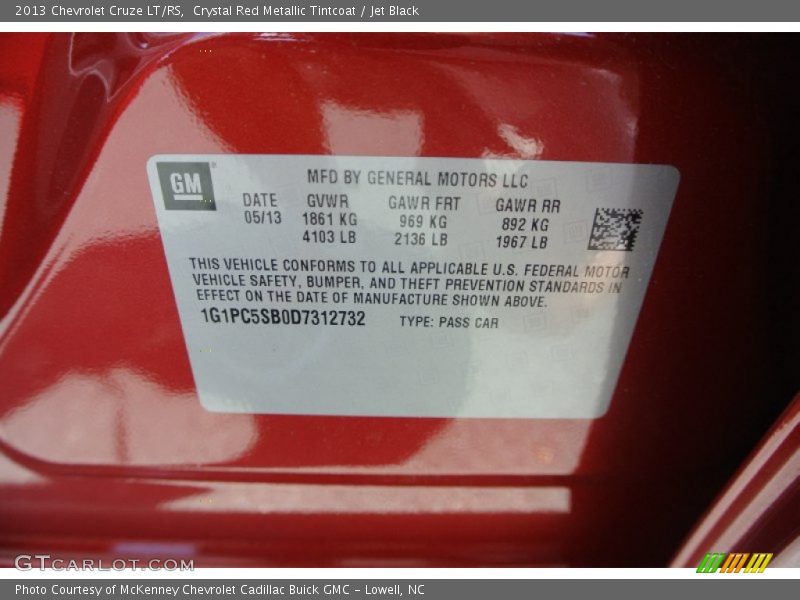 2013 Chevrolet Cruze LT/RS,  Crystal Red Metallic Tintcoat / Jet Black
GM
MFD BY GENERAL MOTORS LLC
DATE GVWR GAWR FRT GAWR RR
05/13 1861 KG 969 KG 892 KG
4103 LB 2136 LB 1967 LB
THIS VEHICLE CONFORMS TO ALL APPLICABLE U.S. FEDERAL MOTOR
VEHICLE SAFETY, BUMPER, AND THEFT PREVENTION STANDARDS IN
EFFECT ON THE DATE OF MANUFACTURE SHOWN ABOVE.
1G1PC5SB0D7312732 TYPE: PASS CAR
GTCARLOT.COM
Photo Courtesy of McKenney Chevrolet Cadillac Buick GMC - Lowell, NC